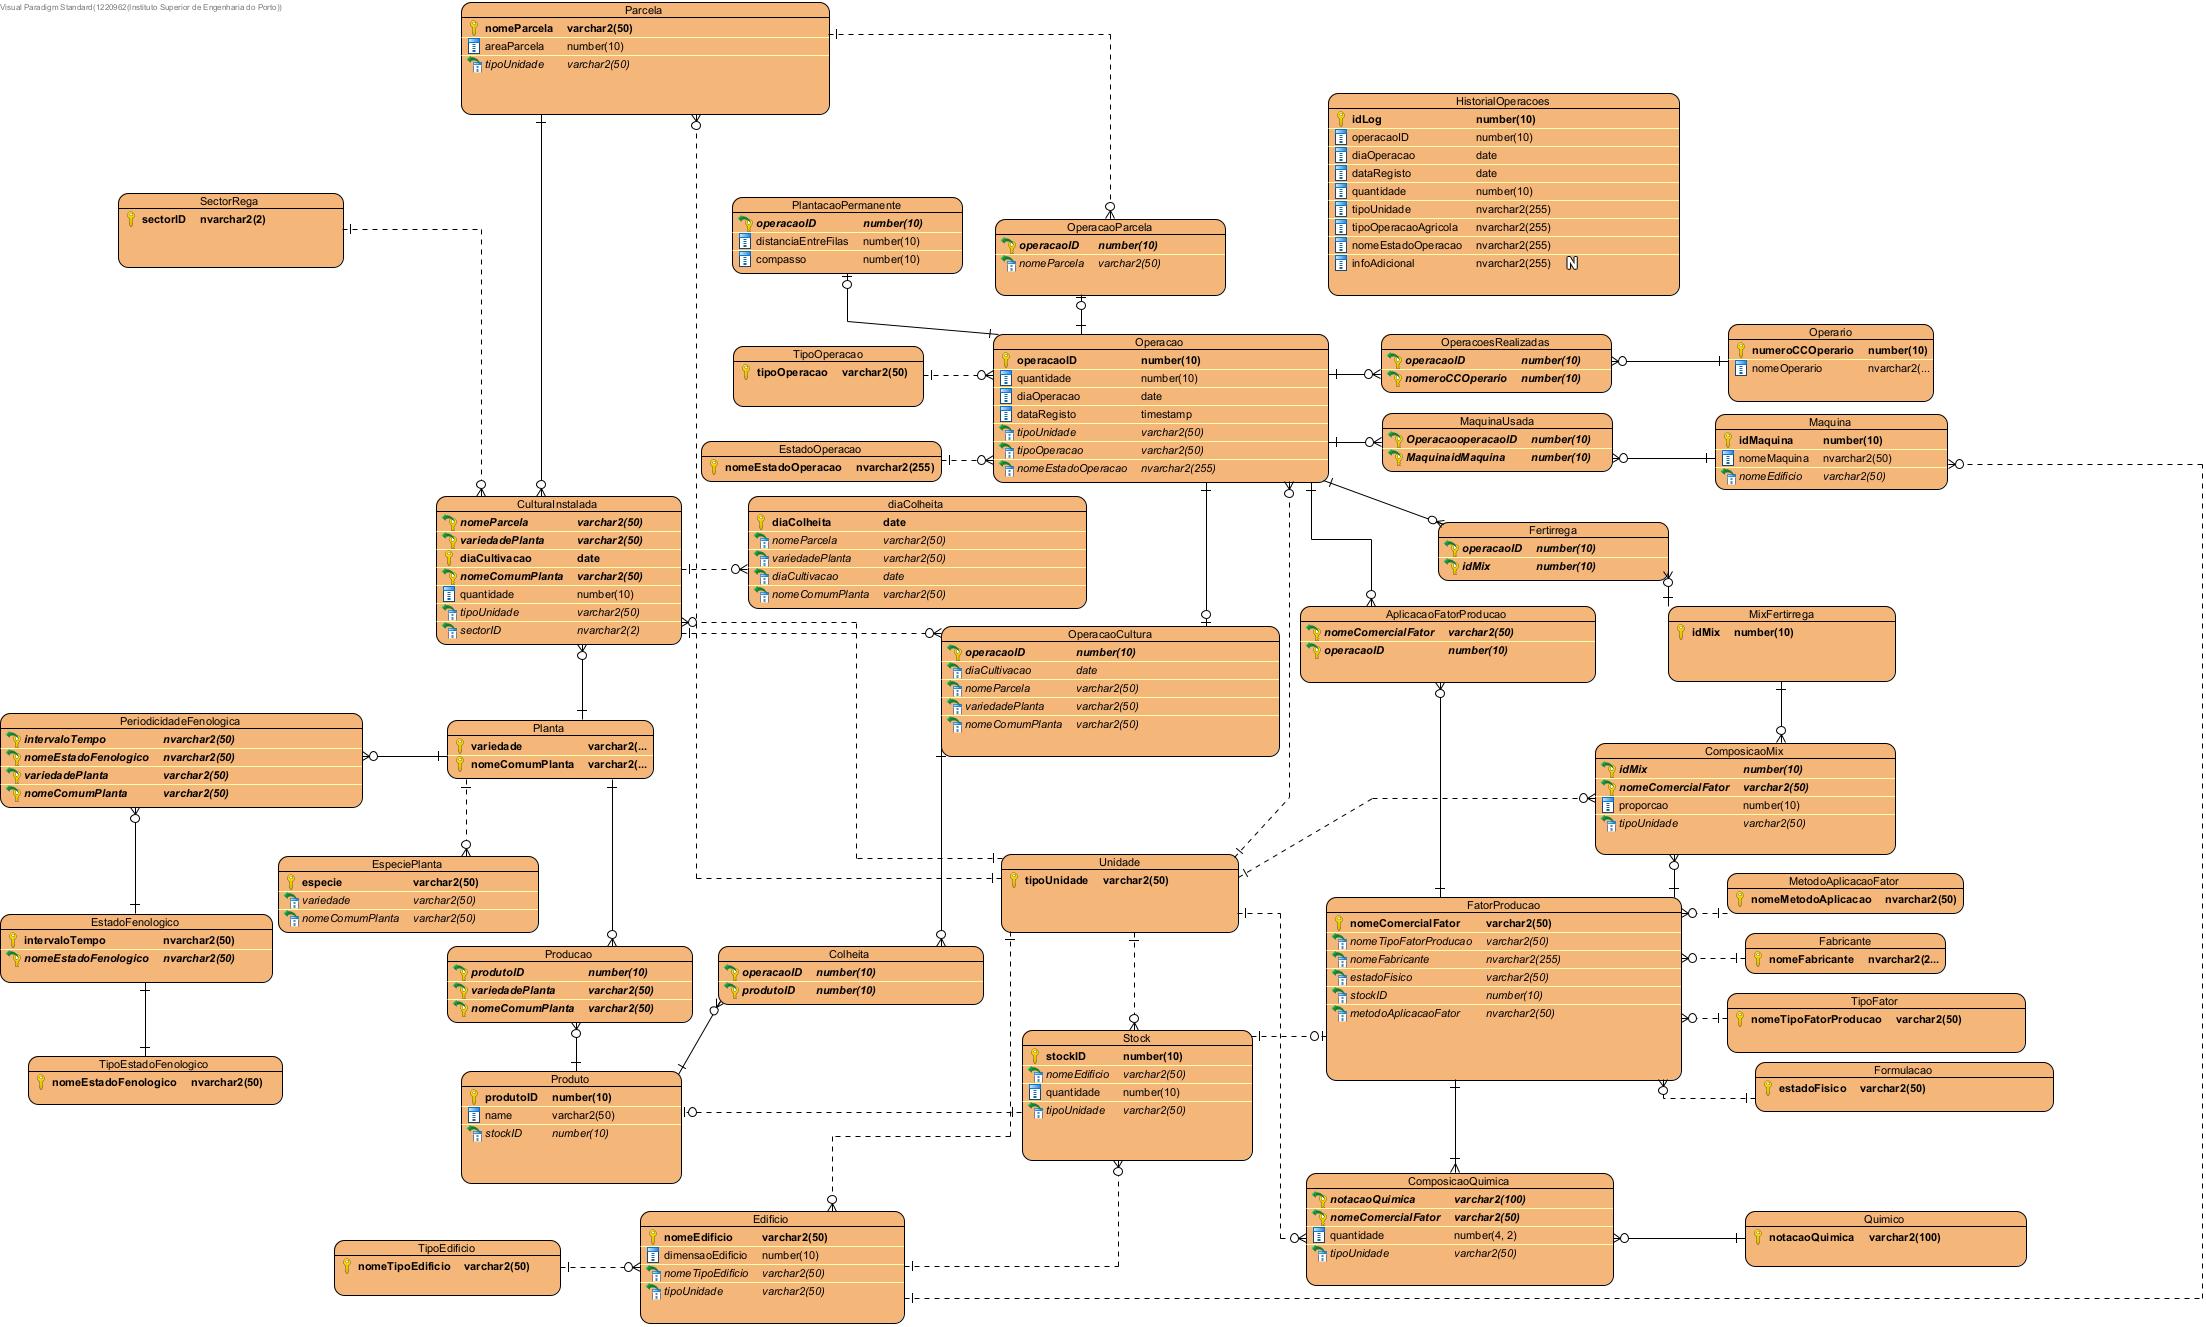 Visual Paradigm Standard(1220962(Instituto Superior de Engenharia do Porto))
Parcela
nomeParcela varchar2(50)
areaParcela number(10)
tipoUnidade varchar2(50)
HistorialOperacoes
idLog number(10)
operacaoID number(10)
diaOperacao date
dataRegisto date
quantidade number(10)
tipoUnidade nvarchar2(255)
tipoOperacaoAgricola nvarchar2(255)
nomeEstadoOperacao nvarchar2(255)
infoAdicional nvarchar2(255) N
SectorRega
sectorID nvarchar2(2)
PlantacaoPermanente
operacaoID number(10)
distanciaEntreFilas number(10)
compasso number(10)
OperacaoParcela
operacaoID number(10)
nomeParcela varchar2(50)
TipoOperacao
tipoOperacao varchar2(50)
Operacao
operacaoID number(10)
quantidade number(10)
diaOperacao date
dataRegisto timestamp
tipoUnidade varchar2(50)
tipoOperacao varchar2(50)
nomeEstadoOperacao nvarchar2(255)
OperacoesRealizadas
operacaoID number(10)
nomeroCCOperario number(10)
Operario
numeroCCOperario number(10)
nomeOperario nvarchar2(...
EstadoOperacao
nomeEstadoOperacao nvarchar2(255)
MaquinaUsada
OperacaooperacaoID number(10)
MaquinaidMaquina number(10)
Maquina
idMaquina number(10)
nomeMaquina nvarchar2(50)
nomeEdificio varchar2(50)
CulturaInstalada
nomeParcela varchar2(50)
variedadePlanta varchar2(50)
diaCultivacao date
nomeComumPlanta varchar2(50)
quantidade number(10)
tipoUnidade varchar2(50)
sectorID nvarchar2(2)
diaColheita
diaColheita date
nomeParcela varchar2(50)
variedadePlanta varchar2(50)
diaCultivacao date
nomeComumPlanta varchar2(50)
Fertirrega
operacaoID number(10)
idMix number(10)
OperacaoCultura
operacaoID number(10)
diaCultivacao date
nomeParcela varchar2(50)
variedadePlanta varchar2(50)
nomeComumPlanta varchar2(50)
AplicacaoFatorProducao
nomeComercialFator varchar2(50)
operacaoID number(10)
MixFertirrega
idMix number(10)
PeriodicidadeFenologica
intervaloTempo nvarchar2(50)
nomeEstadoFenologico nvarchar2(50)
variedadePlanta varchar2(50)
nomeComumPlanta varchar2(50)
Planta
variedade varchar2(...
nomeComumPlanta varchar2(...
ComposicaoMix
idMix number(10)
nomeComercialFator varchar2(50)
proporcao number(10)
tipoUnidade varchar2(50)
EspeciePlanta
especie varchar2(50)
variedade varchar2(50)
nomeComumPlanta varchar2(50)
Unidade
tipoUnidade varchar2(50)
EstadoFenologico
intervaloTempo nvarchar2(50)
nomeEstadoFenologico nvarchar2(50)
FatorProducao
nomeComercialFator varchar2(50)
nomeTipoFatorProducao varchar2(50)
nomeFabricante nvarchar2(255)
estadoFisico varchar2(50)
stockID number(10)
metodoAplicacaoFator nvarchar2(50)
MetodoAplicacaoFator
nomeMetodoAplicacao nvarchar2(50)
Fabricante
nomeFabricante nvarchar2(2...
TipoFator
nomeTipoFatorProducao varchar2(50)
Formulacao
estadoFisico varchar2(50)
Producao
produtoID number(10)
variedadePlanta varchar2(50)
nomeComumPlanta varchar2(50)
Colheita
operacaoID number(10)
produtoID number(10)
Stock
stockID number(10)
nomeEdificio varchar2(50)
quantidade number(10)
tipoUnidade varchar2(50)
TipoEstadoFenologico
nomeEstadoFenologico nvarchar2(50)
Produto
produtoID number(10)
name varchar2(50)
stockID number(10)
ComposicaoQuimica
notacaoQuimica varchar2(100)
nomeComercialFator varchar2(50)
quantidade number(4, 2)
tipoUnidade varchar2(50)
Quimico
notacaoQuimica varchar2(100)
TipoEdificio
nomeTipoEdificio varchar2(50)
Edificio
nomeEdificio varchar2(50)
dimensaoEdificio number(10)
nomeTipoEdificio varchar2(50)
tipoUnidade varchar2(50)